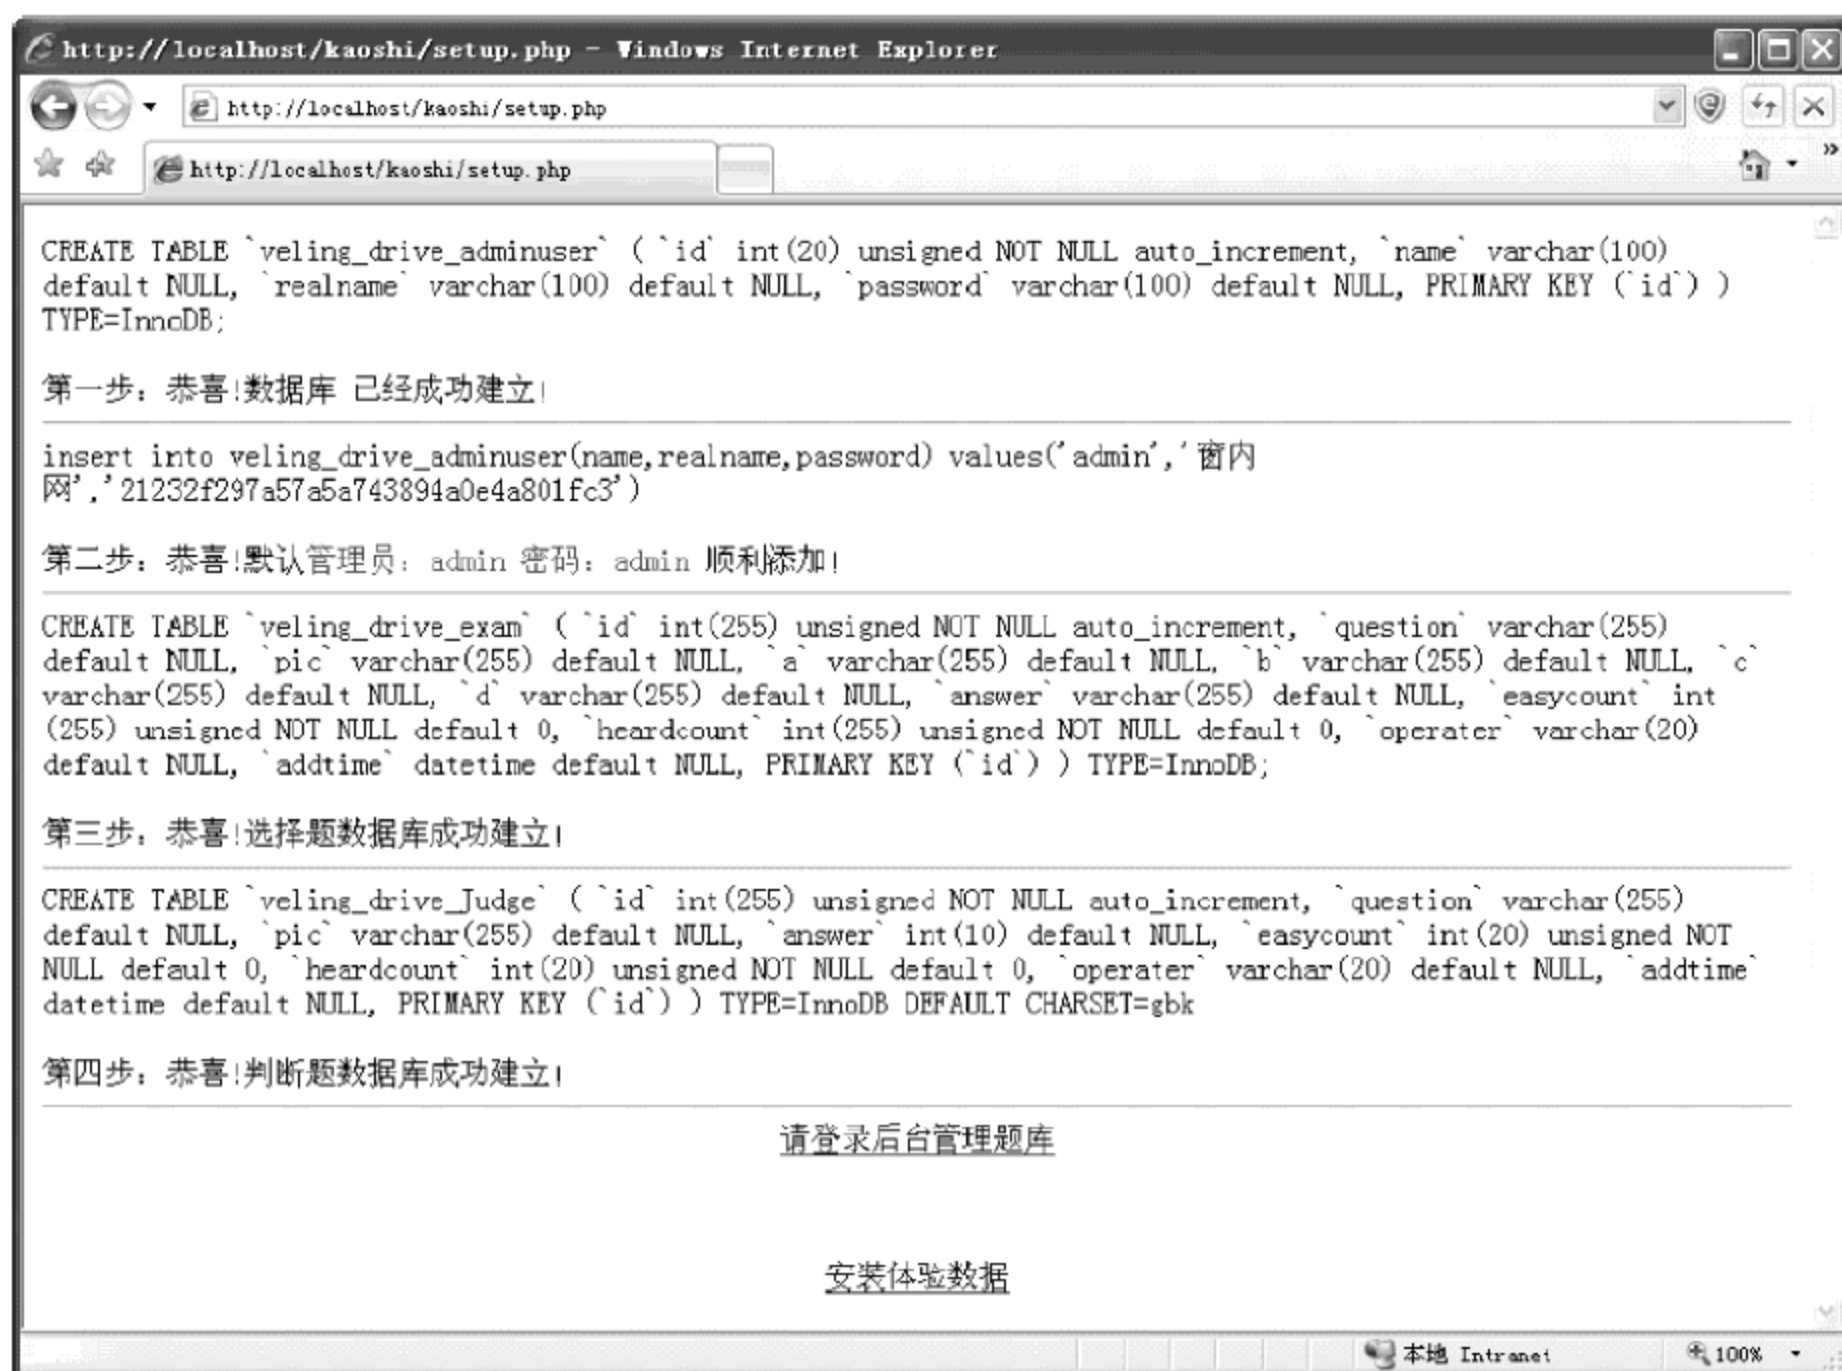 http://localhost/kaoshi/setup.php - Windows Internet Explorer
http://localhost/kaoshi/setup.php
http://localhost/kaoshi/setup.php
CREATE TABLE `veling_drive_adminuser` ( `id` int(20) unsigned NOT NULL auto_increment, `name` varchar(100)
default NULL, `realname` varchar(100) default NULL, `password` varchar(100) default NULL, PRIMARY KEY (`id`) )
TYPE=InnoDB;
第一步：恭喜!数据库 已经成功建立!
insert into veling_drive_adminuser(name,realname,password) values('admin','窗内
网','21232f297a57a5a743894a0e4a801fc3')
第二步：恭喜!默认管理员：admin 密码：admin 顺利添加!
CREATE TABLE `veling_drive_exam` ( `id` int(255) unsigned NOT NULL auto_increment, `question` varchar(255)
default NULL, `pic` varchar(255) default NULL, `a` varchar(255) default NULL, `b` varchar(255) default NULL, `c`
varchar(255) default NULL, `d` varchar(255) default NULL, `answer` varchar(255) default NULL, `easycount` int
(255) unsigned NOT NULL default 0, `heardcount` int(255) unsigned NOT NULL default 0, `operater` varchar(20)
default NULL, `addtime` datetime default NULL, PRIMARY KEY (`id`) ) TYPE=InnoDB;
第三步：恭喜!选择题数据库成功建立!
CREATE TABLE `veling_drive_Judge` ( `id` int(255) unsigned NOT NULL auto_increment, `question` varchar(255)
default NULL, `pic` varchar(255) default NULL, `answer` int(10) default NULL, `easycount` int(20) unsigned NOT
NULL default 0, `heardcount` int(20) unsigned NOT NULL default 0, `operater` varchar(20) default NULL, `addtime`
datetime default NULL, PRIMARY KEY (`id`) ) TYPE=InnoDB DEFAULT CHARSET=gbk
第四步：恭喜!判断题数据库成功建立!
请登录后台管理题库
安装体验数据
本地 Intranet
100%